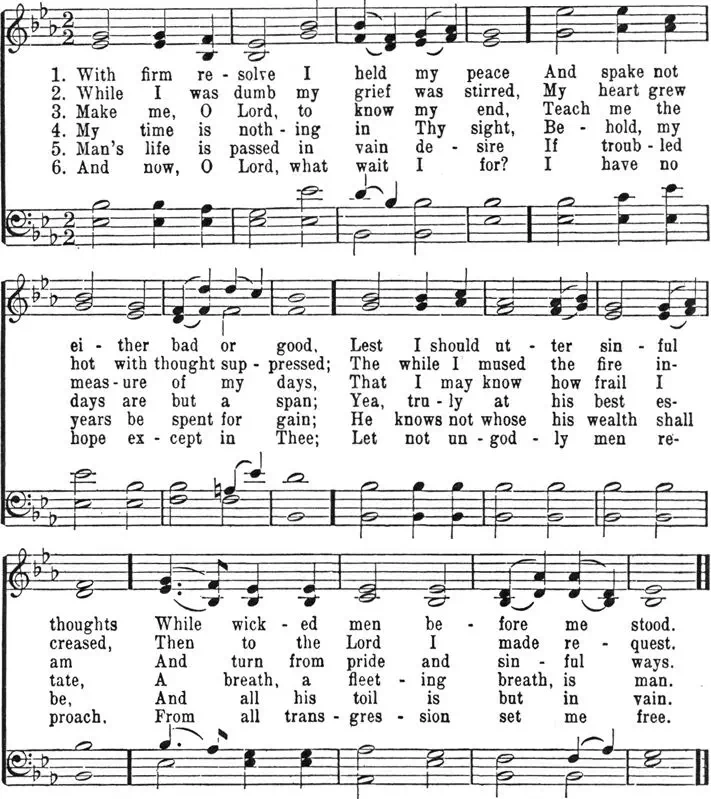 1. With firm re - solve I held my peace And spake not
2. While I was dumb my grief was stirred, My heart grew
3. Make me, O Lord, to know my end, Teach me the
4. My time is noth - ing in Thy sight, Be - hold, my
5. Man's life is passed in vain de - sire If troub - led
6. And now, O Lord, what wait I for? I have no
ei - ther bad or good, Lest I should ut - ter sin - ful
hot with thought sup - pressed; The while I mused the fire in-
meas - ure of my days, That I may know how frail I
days are but a span; Yea, tru - ly at his best es-
years be spent for gain; He knows not whose his wealth shall
hope ex - cept in Thee; Let not un - god - ly men re-
thoughts While wick - ed men be - fore me stood.
creased, Then to the Lord I made re - quest.
am And turn from pride and sin - ful ways.
tate, A breath, a fleet - ing breath, is man.
be, And all his toil is but in vain.
proach, From all trans - gres - sion set me free.